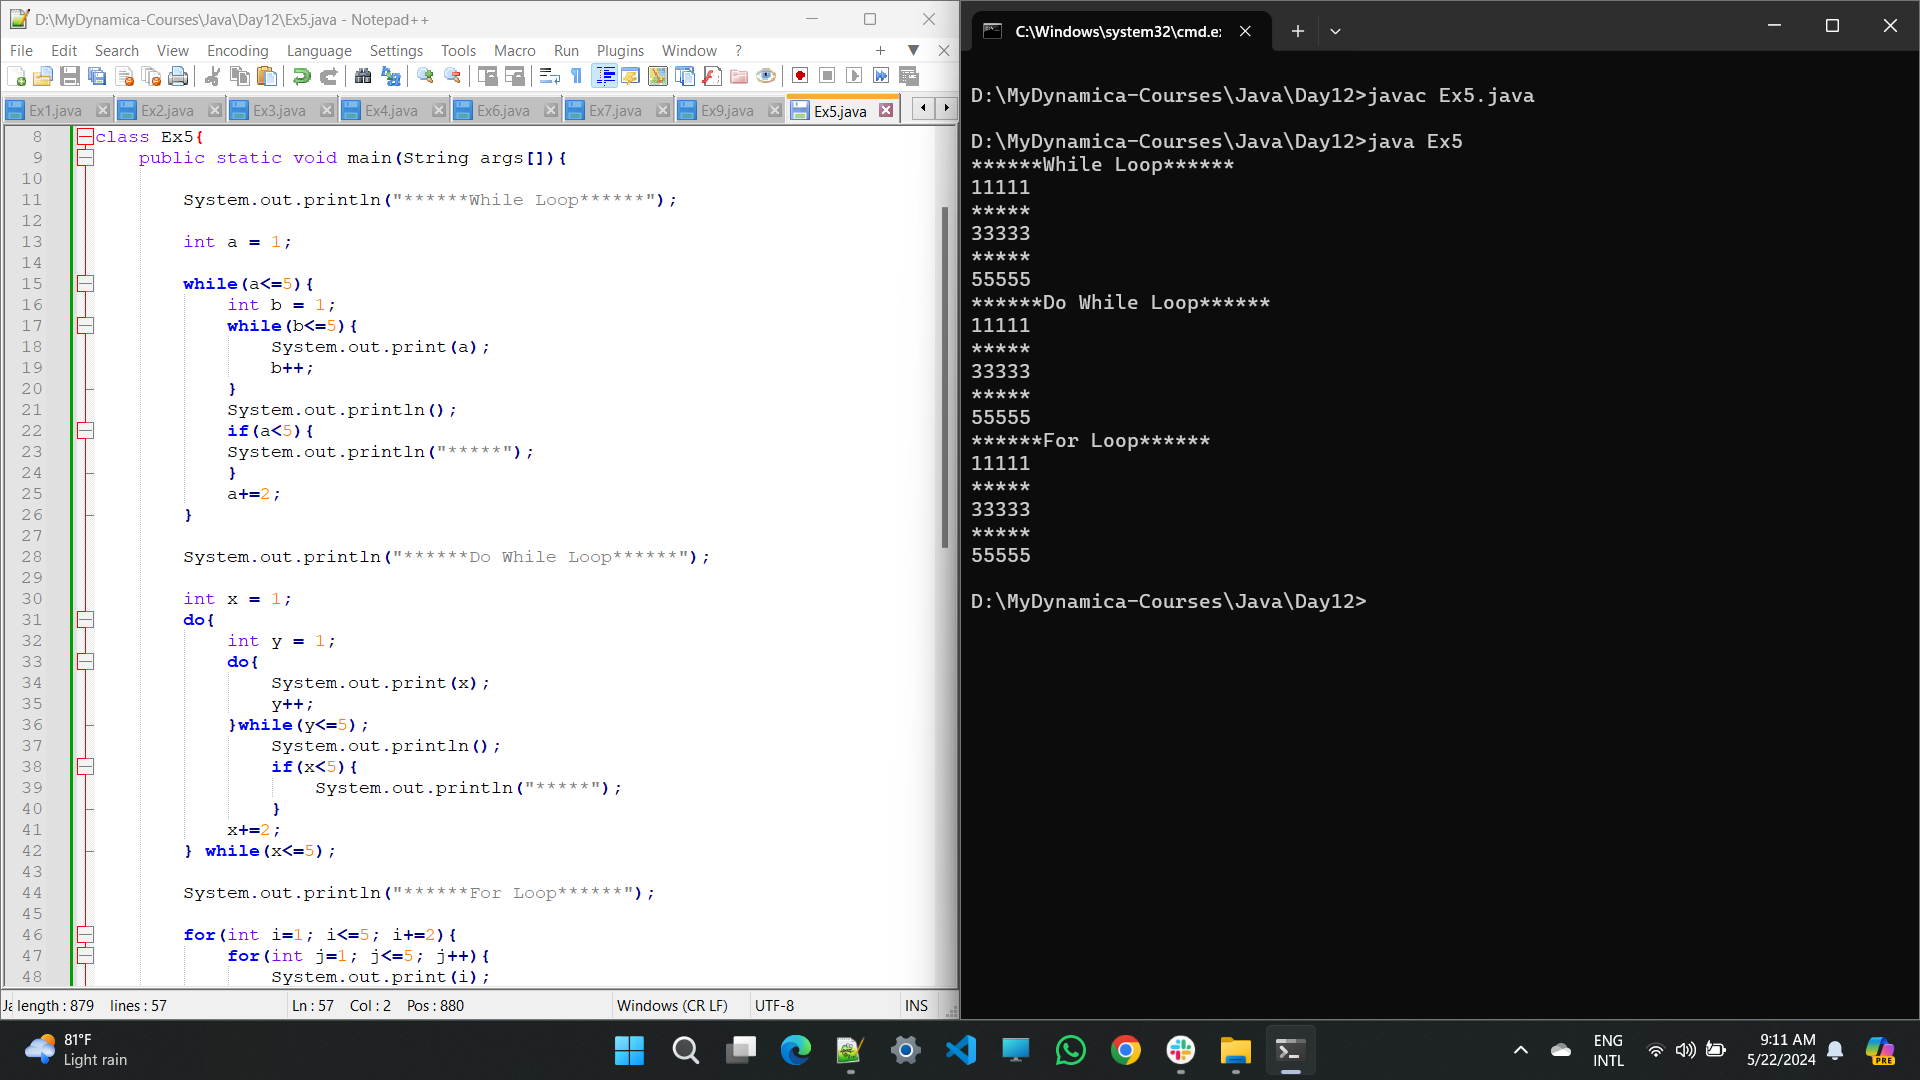 D:\MyDynamica-Courses\Java\Day12\Ex5.java - Notepad++
File Edit Search View Encoding Language Settings Tools Macro Run Plugins Window ?
Ex1.java Ex2.java Ex3.java Ex4.java Ex6.java Ex7.java Ex9.java Ex5.java
8 class Ex5{
9 public static void main(String args[]){
10
11 System.out.println("******While Loop******");
12
13 int a = 1;
14
15 while(a<=5){
16 int b = 1;
17 while(b<=5){
18 System.out.print(a);
19 b++;
20 }
21 System.out.println();
22 if(a<5){
23 System.out.println("*****");
24 }
25 a+=2;
26 }
27
28 System.out.println("******Do While Loop******");
29
30 int x = 1;
31 do{
32 int y = 1;
33 do{
34 System.out.print(x);
35 y++;
36 }while(y<=5);
37 System.out.println();
38 if(x<5){
39 System.out.println("*****");
40 }
41 x+=2;
42 } while(x<=5);
43
44 System.out.println("******For Loop******");
45
46 for(int i=1; i<=5; i+=2){
47 for(int j=1; j<=5; j++){
48 System.out.print(i);
length : 879 lines : 57 Ln : 57 Col : 2 Pos : 880 Windows (CR LF) UTF-8 INS
C:\Windows\system32\cmd.e
D:\MyDynamica-Courses\Java\Day12>javac Ex5.java
D:\MyDynamica-Courses\Java\Day12>java Ex5
******While Loop******
11111
*****
33333
*****
55555
******Do While Loop******
11111
*****
33333
*****
55555
******For Loop******
11111
*****
33333
*****
55555
D:\MyDynamica-Courses\Java\Day12>
81°F
Light rain
ENG
INTL
9:11 AM
5/22/2024
PRE